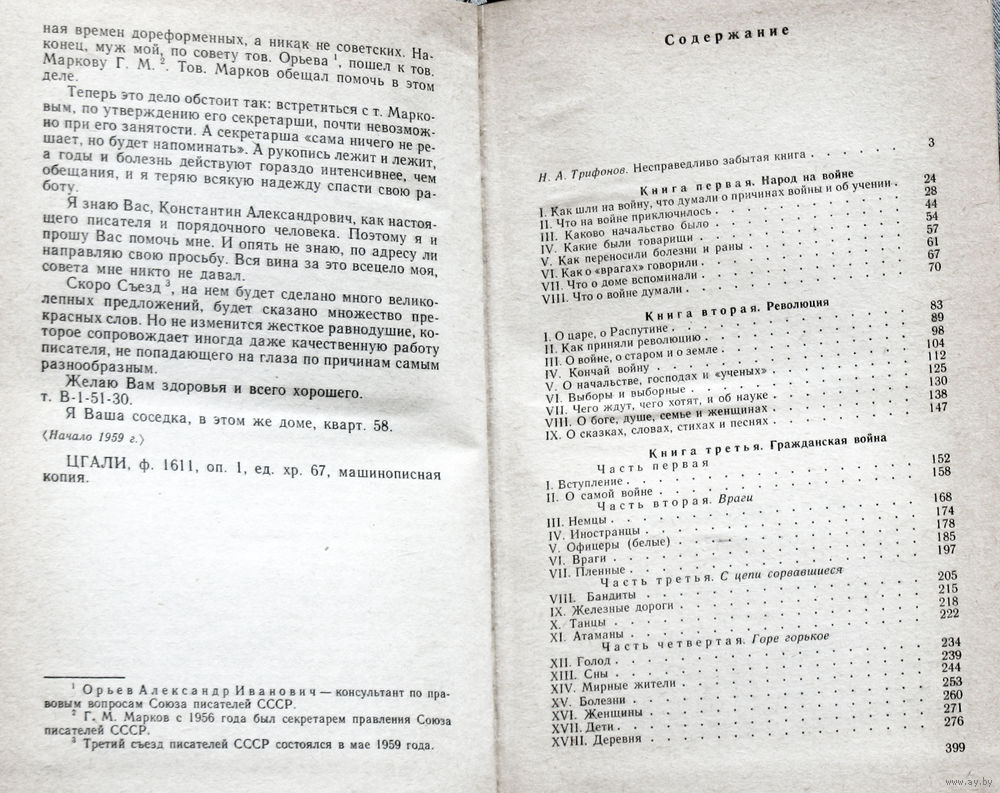 ная времен дореформенных, а никак не советских. На-
конец, муж мой, по совету тов. Орьева ¹, пошел к тов.
Маркову Г. М. ². Тов. Марков обещал помочь в этом
деле.
Теперь это дело обстоит так: встретиться с т. Марко-
вым, по утверждению его секретарши, почти невозмож-
но при его занятости. А секретарша «сама ничего не ре-
шает, но будет напоминать». А рукопись лежит и лежит,
а годы и болезнь действуют гораздо интенсивнее, чем
обещания, и я теряю всякую надежду спасти свою ра-
боту.
Я знаю Вас, Константин Александрович, как настоя-
щего писателя и порядочного человека. Поэтому я и
прошу Вас помочь мне. И опять не знаю, по адресу ли
направляю свою просьбу. Вся вина за это всецело моя,
совета мне никто не давал.
Скоро Съезд ³, на нем будет сделано много велико-
лепных предложений, будет сказано множество пре-
красных слов. Но не изменится жесткое равнодушие, ко-
торое сопровождает иногда даже качественную работу
писателя, не попадающего на глаза по причинам самым
разнообразным.
Желаю Вам здоровья и всего хорошего.
т. В-1-51-30.
Я Ваша соседка, в этом же доме, кварт. 58.
⟨Начало 1959 г.⟩
ЦГАЛИ, ф. 1611, оп. 1, ед. хр. 67, машинописная
копия.
¹ Орьев Александр Иванович — консультант по пра-
вовым вопросам Союза писателей СССР.
² Г. М. Марков с 1956 года был секретарем правления Союза
писателей СССР.
³ Третий съезд писателей СССР состоялся в мае 1959 года.
Содержание
Н. А. Трифонов. Несправедливо забытая книга . . . . . . 3
Книга первая. Народ на войне
I. Как шли на войну, что думали о причинах войны и об учении . 24
II. Что на войне приключилось . . . . . . 28
III. Каково начальство было . . . . . . 44
IV. Какие были товарищи . . . . . . 54
V. Как переносили болезни и раны . . . . . . 57
VI. Как о «врагах» говорили . . . . . . 61
VII. Что о доме вспоминали . . . . . . 67
VIII. Что о войне думали . . . . . . 70
Книга вторая. Революция
I. О царе, о Распутине . . . . . . 83
II. Как приняли революцию . . . . . . 89
III. О войне, о старом и о земле . . . . . . 98
IV. Кончай войну . . . . . . 104
V. О начальстве, господах и «ученых» . . . . . . 112
VI. Выборы и выборные . . . . . . 125
VII. Чего ждут, чего хотят, и об науке . . . . . . 130
VIII. О боге, душе, семье и женщинах . . . . . . 138
IX. О сказках, словах, стихах и песнях . . . . . . 147
Книга третья. Гражданская война
Часть первая
I. Вступление . . . . . . 152
II. О самой войне . . . . . . 158
Часть вторая. Враги
III. Немцы . . . . . . 168
IV. Иностранцы . . . . . . 174
V. Офицеры (белые) . . . . . . 178
VI. Враги . . . . . . 185
VII. Пленные . . . . . . 197
Часть третья. С цепи сорвавшиеся
VIII. Бандиты . . . . . . 205
IX. Железные дороги . . . . . . 215
X. Танцы . . . . . . 218
XI. Атаманы . . . . . . 222
Часть четвертая. Горе горькое
XII. Голод . . . . . . 234
XIII. Сны . . . . . . 239
XIV. Мирные жители . . . . . . 244
XV. Болезни . . . . . . 253
XVI. Женщины . . . . . . 260
XVII. Дети . . . . . . 271
XVIII. Деревня . . . . . . 276
399
www.ay.by